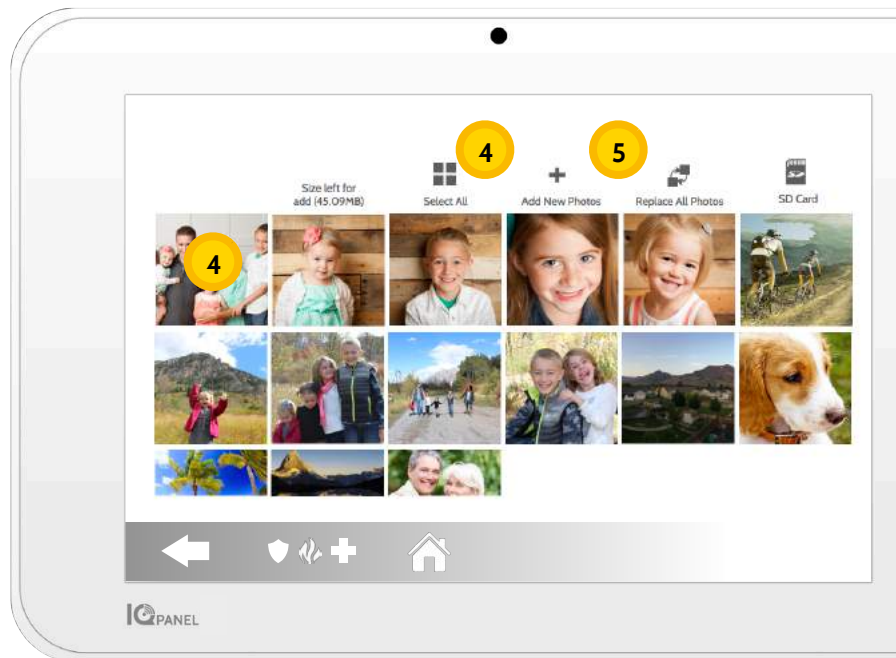 4
5
Size left for
add (45.09MB)
Select All
Add New Photos
Replace All Photos
SD Card
4
IQPANEL